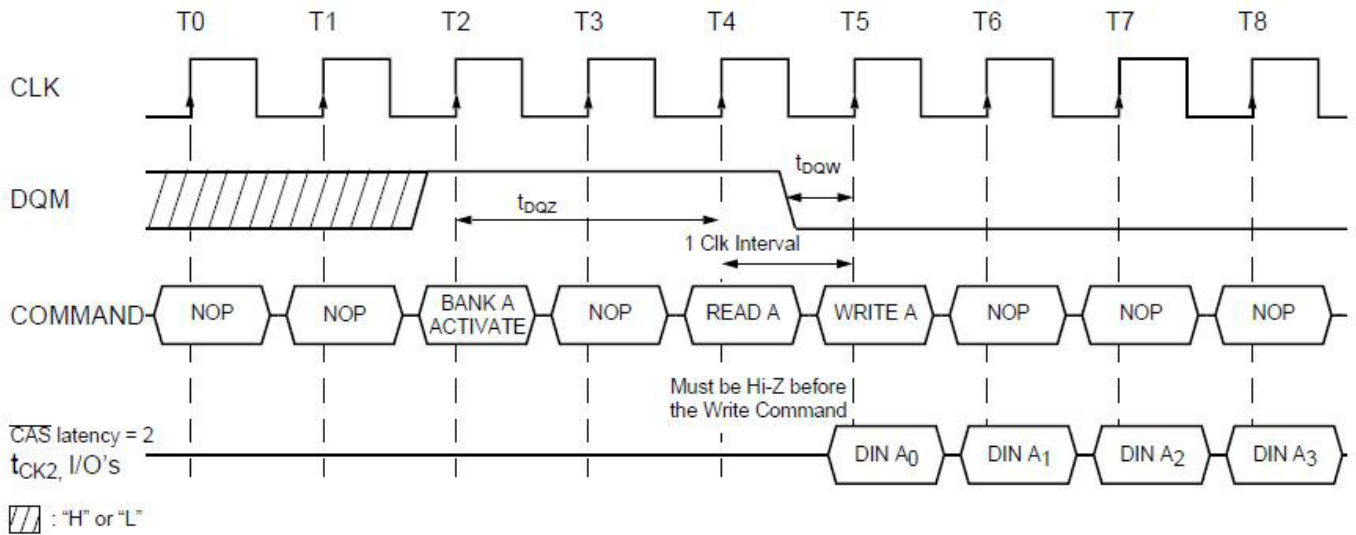 T0 T1 T2 T3 T4 T5 T6 T7 T8
CLK
tDQW
DQM
tDQZ
1 Clk Interval
COMMAND NOP NOP BANK A ACTIVATE NOP READ A WRITE A NOP NOP NOP
Must be Hi-Z before
the Write Command
CAS latency = 2
tCK2, I/O's DIN A0 DIN A1 DIN A2 DIN A3
: "H" or "L"